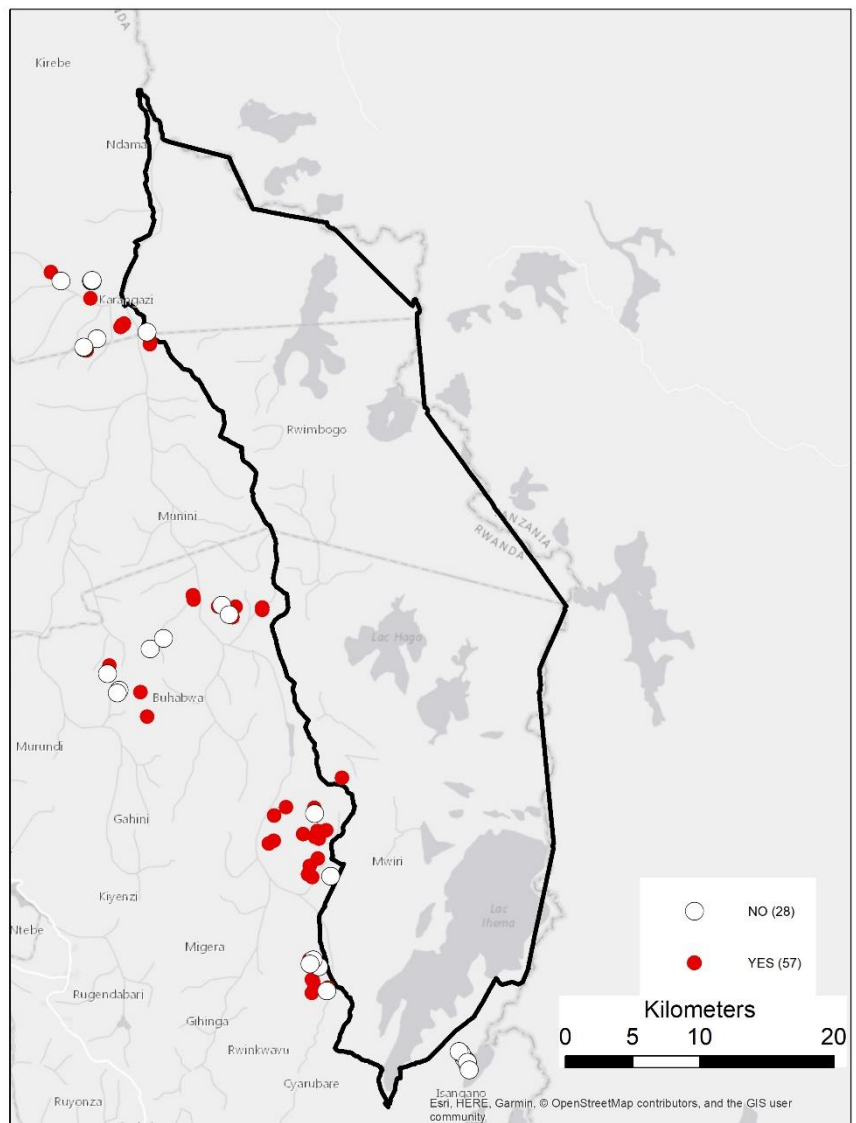 NDA
Kirebe
Ndama
Karangazi
Rwimbogo
Munini
TANZANIA
RWANDA
Lac Hago
Buhabwa
Murundi
Gahini
Mwiri
Kiyenzi
Ntebe
Lac
Ihema
Migera
Rugendabari
Gihinga
Rwinkwavu
Cyarubare
Isangano
Ruyonza
NO (28)
YES (57)
Kilometers
0 5 10 20
Esri, HERE, Garmin, © OpenStreetMap contributors, and the GIS user
community